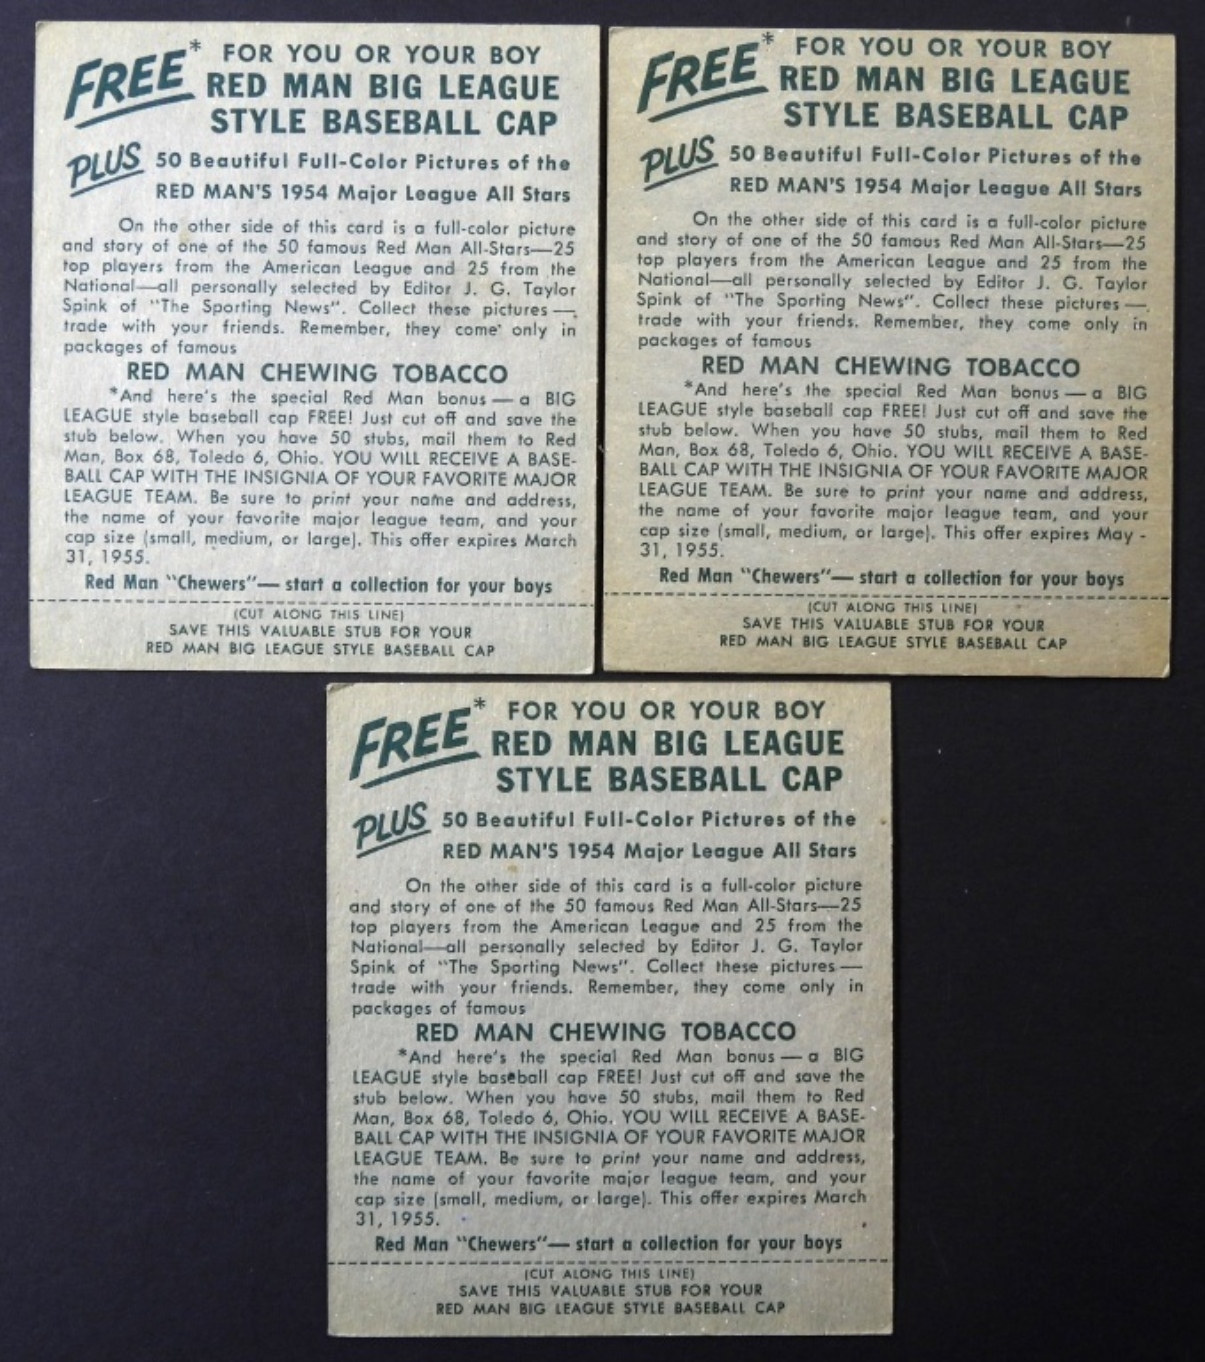 FREE* FOR YOU OR YOUR BOY
RED MAN BIG LEAGUE
STYLE BASEBALL CAP
PLUS 50 Beautiful Full-Color Pictures of the
RED MAN'S 1954 Major League All Stars
On the other side of this card is a full-color picture
and story of one of the 50 famous Red Man All-Stars—25
top players from the American League and 25 from the
National—all personally selected by Editor J. G. Taylor
Spink of "The Sporting News". Collect these pictures —
trade with your friends. Remember, they come only in
packages of famous
RED MAN CHEWING TOBACCO
*And here's the special Red Man bonus — a BIG
LEAGUE style baseball cap FREE! Just cut off and save the
stub below. When you have 50 stubs, mail them to Red
Man, Box 68, Toledo 6, Ohio. YOU WILL RECEIVE A BASE-
BALL CAP WITH THE INSIGNIA OF YOUR FAVORITE MAJOR
LEAGUE TEAM. Be sure to print your name and address,
the name of your favorite major league team, and your
cap size (small, medium, or large). This offer expires March
31, 1955.
Red Man "Chewers"— start a collection for your boys
(CUT ALONG THIS LINE)
SAVE THIS VALUABLE STUB FOR YOUR
RED MAN BIG LEAGUE STYLE BASEBALL CAP
FREE* FOR YOU OR YOUR BOY
RED MAN BIG LEAGUE
STYLE BASEBALL CAP
PLUS 50 Beautiful Full-Color Pictures of the
RED MAN'S 1954 Major League All Stars
On the other side of this card is a full-color picture
and story of one of the 50 famous Red Man All-Stars—25
top players from the American League and 25 from the
National—all personally selected by Editor J. G. Taylor
Spink of "The Sporting News". Collect these pictures —
trade with your friends. Remember, they come only in
packages of famous
RED MAN CHEWING TOBACCO
*And here's the special Red Man bonus — a BIG
LEAGUE style baseball cap FREE! Just cut off and save the
stub below. When you have 50 stubs, mail them to Red
Man, Box 68, Toledo 6, Ohio. YOU WILL RECEIVE A BASE-
BALL CAP WITH THE INSIGNIA OF YOUR FAVORITE MAJOR
LEAGUE TEAM. Be sure to print your name and address,
the name of your favorite major league team, and your
cap size (small, medium, or large). This offer expires May -
31, 1955.
Red Man "Chewers"— start a collection for your boys
(CUT ALONG THIS LINE)
SAVE THIS VALUABLE STUB FOR YOUR
RED MAN BIG LEAGUE STYLE BASEBALL CAP
FREE* FOR YOU OR YOUR BOY
RED MAN BIG LEAGUE
STYLE BASEBALL CAP
PLUS 50 Beautiful Full-Color Pictures of the
RED MAN'S 1954 Major League All Stars
On the other side of this card is a full-color picture
and story of one of the 50 famous Red Man All-Stars—25
top players from the American League and 25 from the
National—all personally selected by Editor J. G. Taylor
Spink of "The Sporting News". Collect these pictures —
trade with your friends. Remember, they come only in
packages of famous
RED MAN CHEWING TOBACCO
*And here's the special Red Man bonus — a BIG
LEAGUE style baseball cap FREE! Just cut off and save the
stub below. When you have 50 stubs, mail them to Red
Man, Box 68, Toledo 6, Ohio. YOU WILL RECEIVE A BASE-
BALL CAP WITH THE INSIGNIA OF YOUR FAVORITE MAJOR
LEAGUE TEAM. Be sure to print your name and address,
the name of your favorite major league team, and your
cap size (small, medium, or large). This offer expires March
31, 1955.
Red Man "Chewers"— start a collection for your boys
(CUT ALONG THIS LINE)
SAVE THIS VALUABLE STUB FOR YOUR
RED MAN BIG LEAGUE STYLE BASEBALL CAP